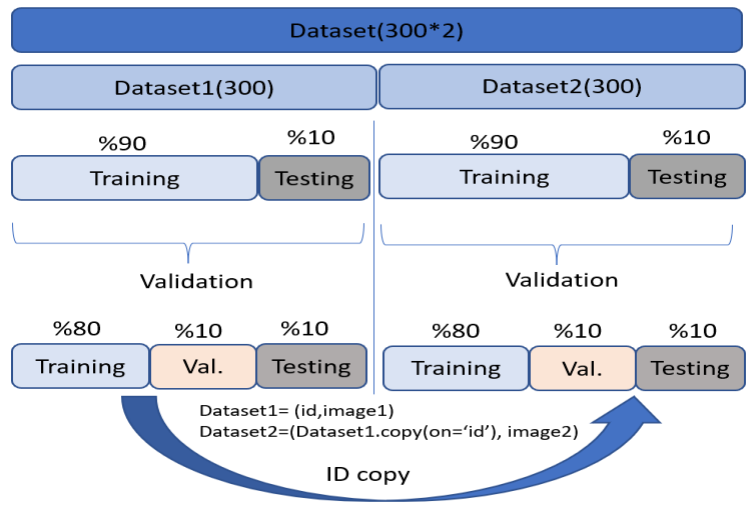 Dataset(300*2)
Dataset1(300) Dataset2(300)
%90 %10 %90 %10
Training Testing Training Testing
Validation Validation
%80 %10 %10 %80 %10 %10
Training Val. Testing Training Val. Testing
Dataset1= (id,image1)
Dataset2=(Dataset1.copy(on=‘id’), image2)
ID copy